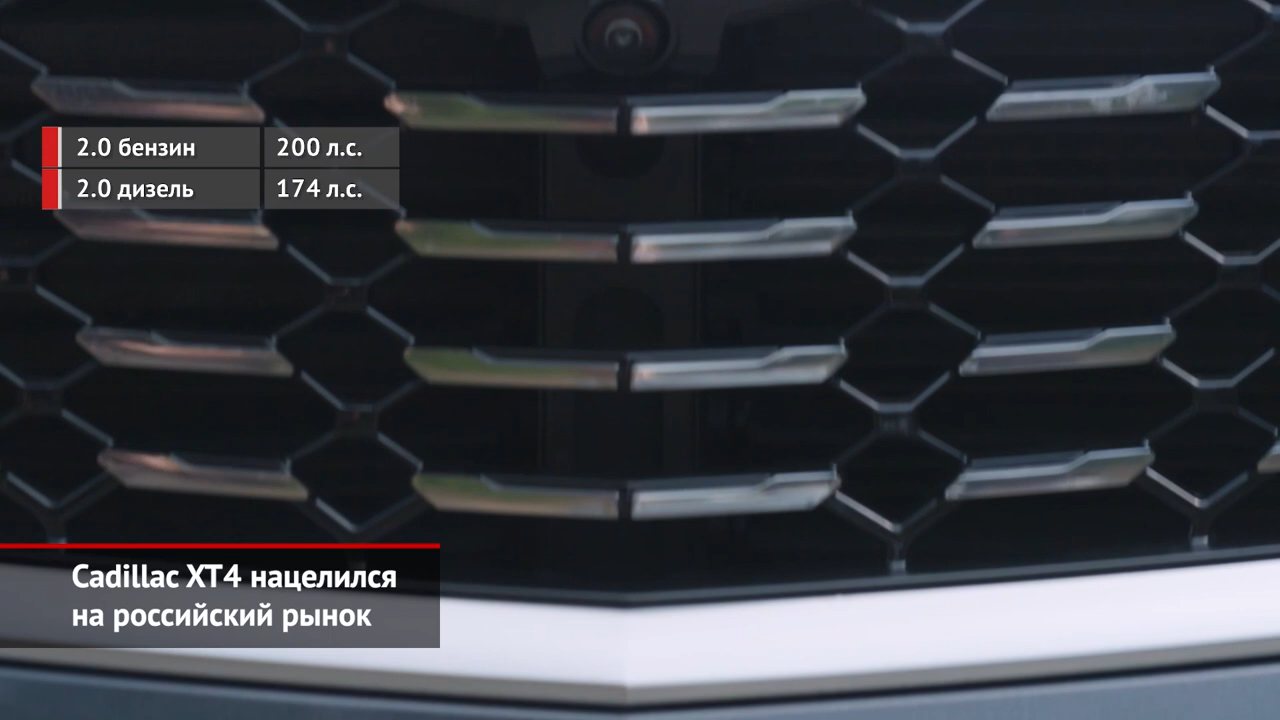 2.0 бензин 200 л.с.
2.0 дизель 174 л.с.
Cadillac XT4 нацелился
на российский рынок